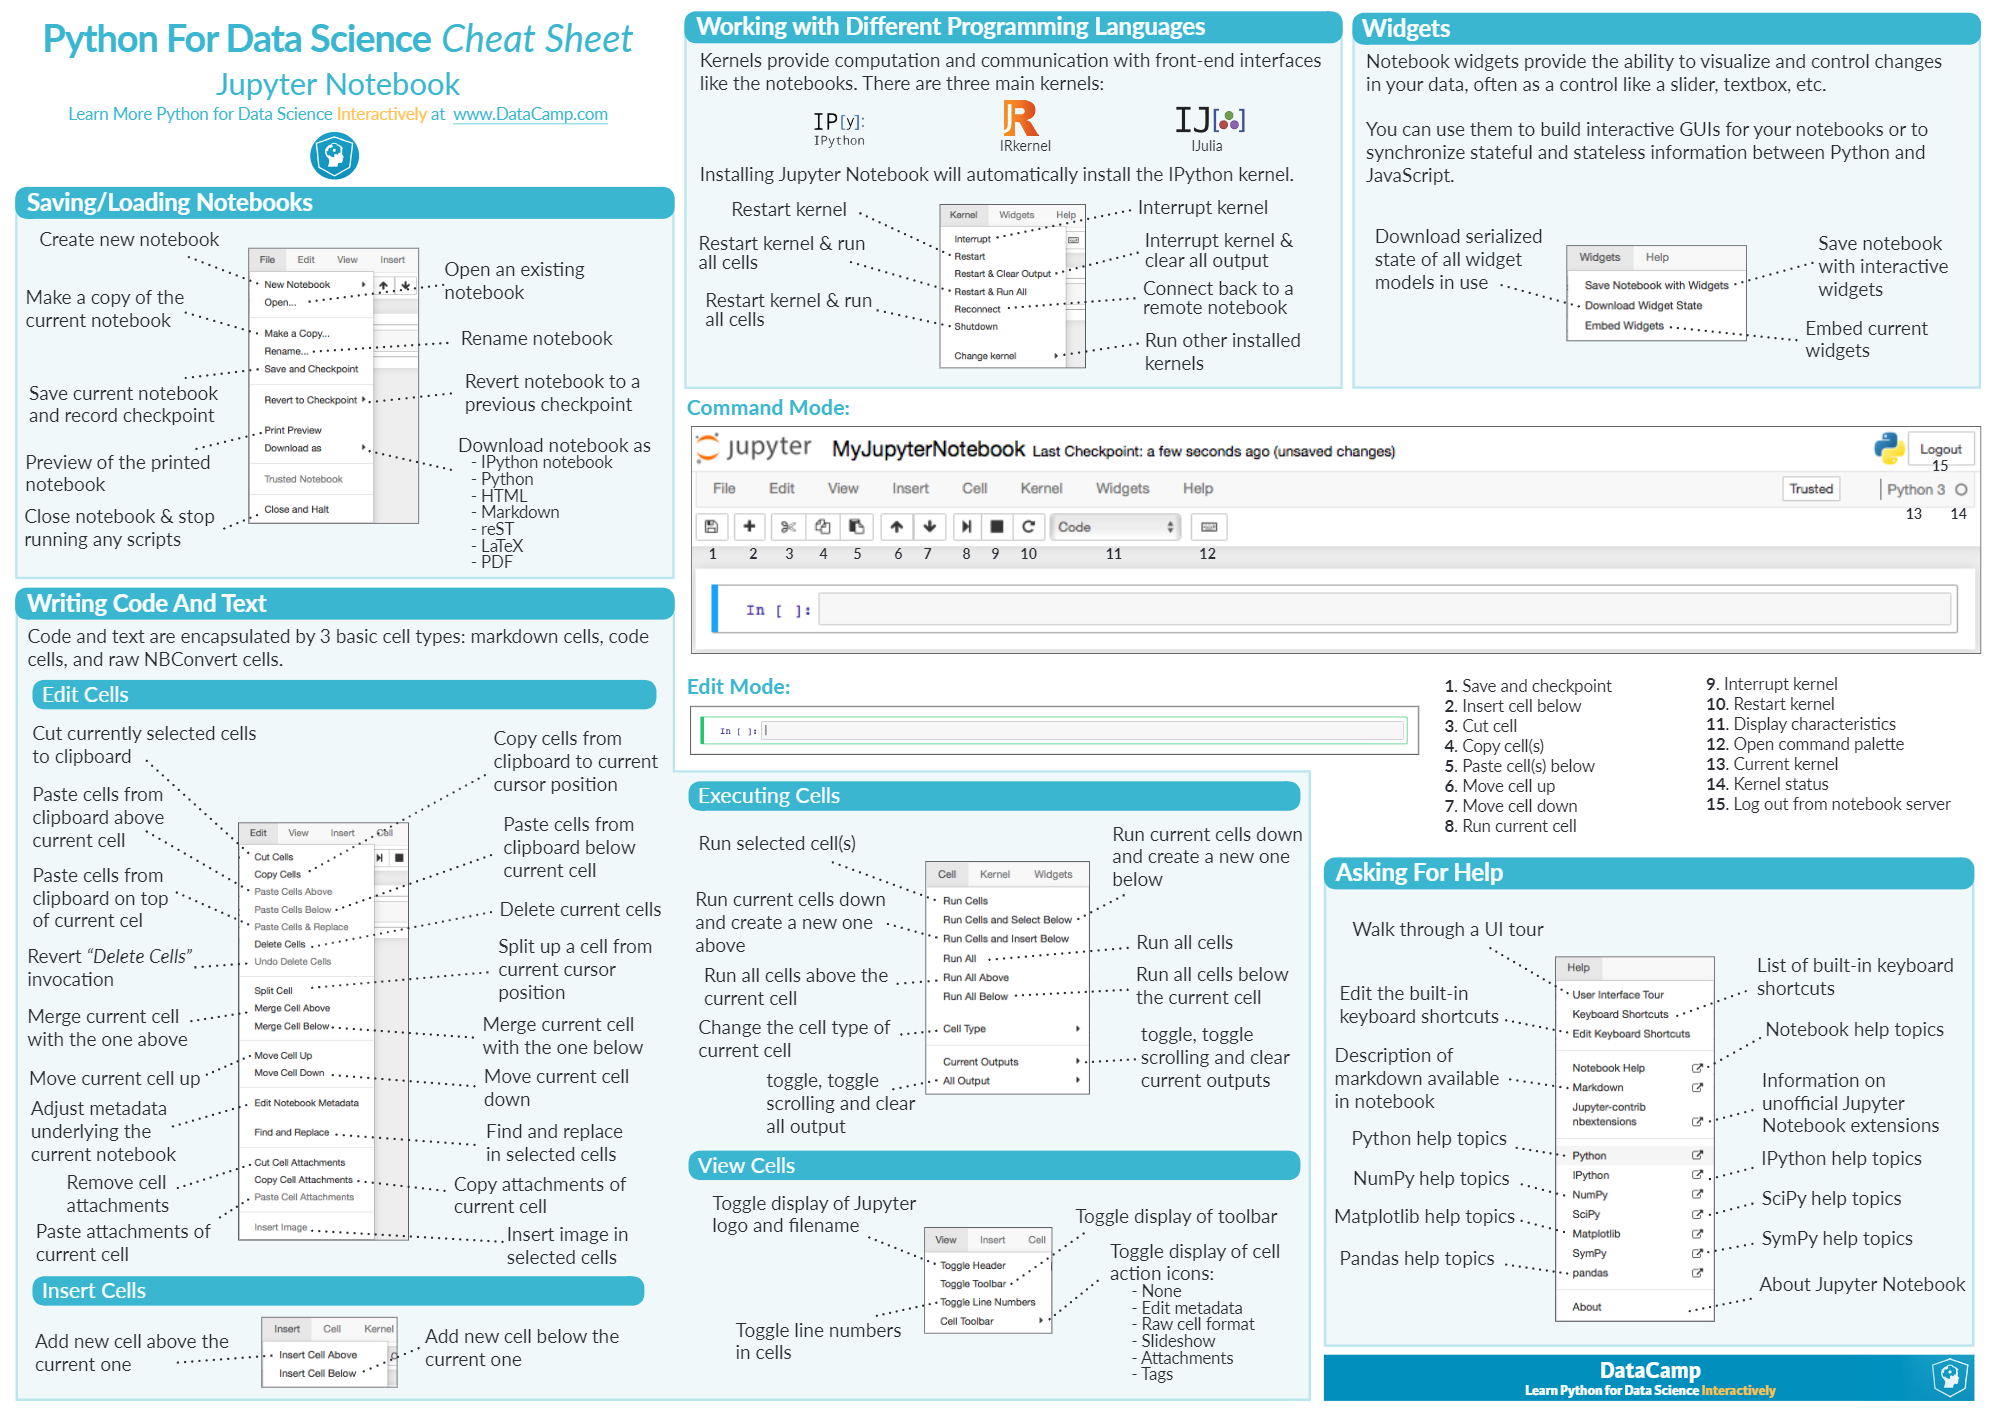 Python For Data Science Cheat Sheet
Jupyter Notebook
Learn More Python for Data Science Interactively at www.DataCamp.com
Saving/Loading Notebooks
Create new notebook
Make a copy of the
current notebook
Save current notebook
and record checkpoint
Preview of the printed
notebook
Close notebook & stop
running any scripts
File Edit View Insert
New Notebook
Open...
Make a Copy...
Rename...
Save and Checkpoint
Revert to Checkpoint
Print Preview
Download as
Trusted Notebook
Close and Halt
Open an existing
notebook
Rename notebook
Revert notebook to a
previous checkpoint
Download notebook as
- IPython notebook
- Python
- HTML
- Markdown
- reST
- LaTeX
- PDF
Writing Code And Text
Code and text are encapsulated by 3 basic cell types: markdown cells, code
cells, and raw NBConvert cells.
Edit Cells
Cut currently selected cells
to clipboard
Paste cells from
clipboard above
current cell
Paste cells from
clipboard on top
of current cel
Revert “Delete Cells”
invocation
Merge current cell
with the one above
Move current cell up
Adjust metadata
underlying the
current notebook
Remove cell
attachments
Paste attachments of
current cell
Edit View Insert Cell
Cut Cells
Copy Cells
Paste Cells Above
Paste Cells Below
Paste Cells & Replace
Delete Cells
Undo Delete Cells
Split Cell
Merge Cell Above
Merge Cell Below
Move Cell Up
Move Cell Down
Edit Notebook Metadata
Find and Replace
Cut Cell Attachments
Copy Cell Attachments
Paste Cell Attachments
Insert Image
Copy cells from
clipboard to current
cursor position
Paste cells from
clipboard below
current cell
Delete current cells
Split up a cell from
current cursor
position
Merge current cell
with the one below
Move current cell
down
Find and replace
in selected cells
Copy attachments of
current cell
Insert image in
selected cells
Insert Cells
Add new cell above the
current one
Insert Cell Kernel
Insert Cell Above
Insert Cell Below
Add new cell below the
current one
Working with Different Programming Languages
Kernels provide computation and communication with front-end interfaces
like the notebooks. There are three main kernels:
IP[y]:
IPython
R
IRkernel
IJ[]
IJulia
Installing Jupyter Notebook will automatically install the IPython kernel.
Restart kernel
Restart kernel & run
all cells
Restart kernel & run
all cells
Kernel Widgets Help
Interrupt
Restart
Restart & Clear Output
Restart & Run All
Reconnect
Shutdown
Change kernel
Interrupt kernel
Interrupt kernel &
clear all output
Connect back to a
remote notebook
Run other installed
kernels
Widgets
Notebook widgets provide the ability to visualize and control changes
in your data, often as a control like a slider, textbox, etc.
You can use them to build interactive GUIs for your notebooks or to
synchronize stateful and stateless information between Python and
JavaScript.
Download serialized
state of all widget
models in use
Widgets Help
Save Notebook with Widgets
Download Widget State
Embed Widgets
Save notebook
with interactive
widgets
Embed current
widgets
Command Mode:
jupyter MyJupyterNotebook Last Checkpoint: a few seconds ago (unsaved changes) Logout
15
File Edit View Insert Cell Kernel Widgets Help Trusted Python 3
13 14
Code
1 2 3 4 5 6 7 8 9 10 11 12
In [ ]:
Edit Mode:
In [ ]:
1. Save and checkpoint
2. Insert cell below
3. Cut cell
4. Copy cell(s)
5. Paste cell(s) below
6. Move cell up
7. Move cell down
8. Run current cell
9. Interrupt kernel
10. Restart kernel
11. Display characteristics
12. Open command palette
13. Current kernel
14. Kernel status
15. Log out from notebook server
Executing Cells
Run selected cell(s)
Run current cells down
and create a new one
above
Run all cells above the
current cell
Change the cell type of
current cell
toggle, toggle
scrolling and clear
all output
Cell Kernel Widgets
Run Cells
Run Cells and Select Below
Run Cells and Insert Below
Run All
Run All Above
Run All Below
Cell Type
Current Outputs
All Output
Run current cells down
and create a new one
below
Run all cells
Run all cells below
the current cell
toggle, toggle
scrolling and clear
current outputs
View Cells
Toggle display of Jupyter
logo and filename
Toggle line numbers
in cells
View Insert Cell
Toggle Header
Toggle Toolbar
Toggle Line Numbers
Cell Toolbar
Toggle display of toolbar
Toggle display of cell
action icons:
- None
- Edit metadata
- Raw cell format
- Slideshow
- Attachments
- Tags
Asking For Help
Walk through a UI tour
Edit the built-in
keyboard shortcuts
Description of
markdown available
in notebook
Python help topics
NumPy help topics
Matplotlib help topics
Pandas help topics
Help
User Interface Tour
Keyboard Shortcuts
Edit Keyboard Shortcuts
Notebook Help
Markdown
Jupyter-contrib
nbextensions
Python
IPython
NumPy
SciPy
Matplotlib
SymPy
pandas
About
List of built-in keyboard
shortcuts
Notebook help topics
Information on
unofficial Jupyter
Notebook extensions
IPython help topics
SciPy help topics
SymPy help topics
About Jupyter Notebook
DataCamp
Learn Python for Data Science Interactively